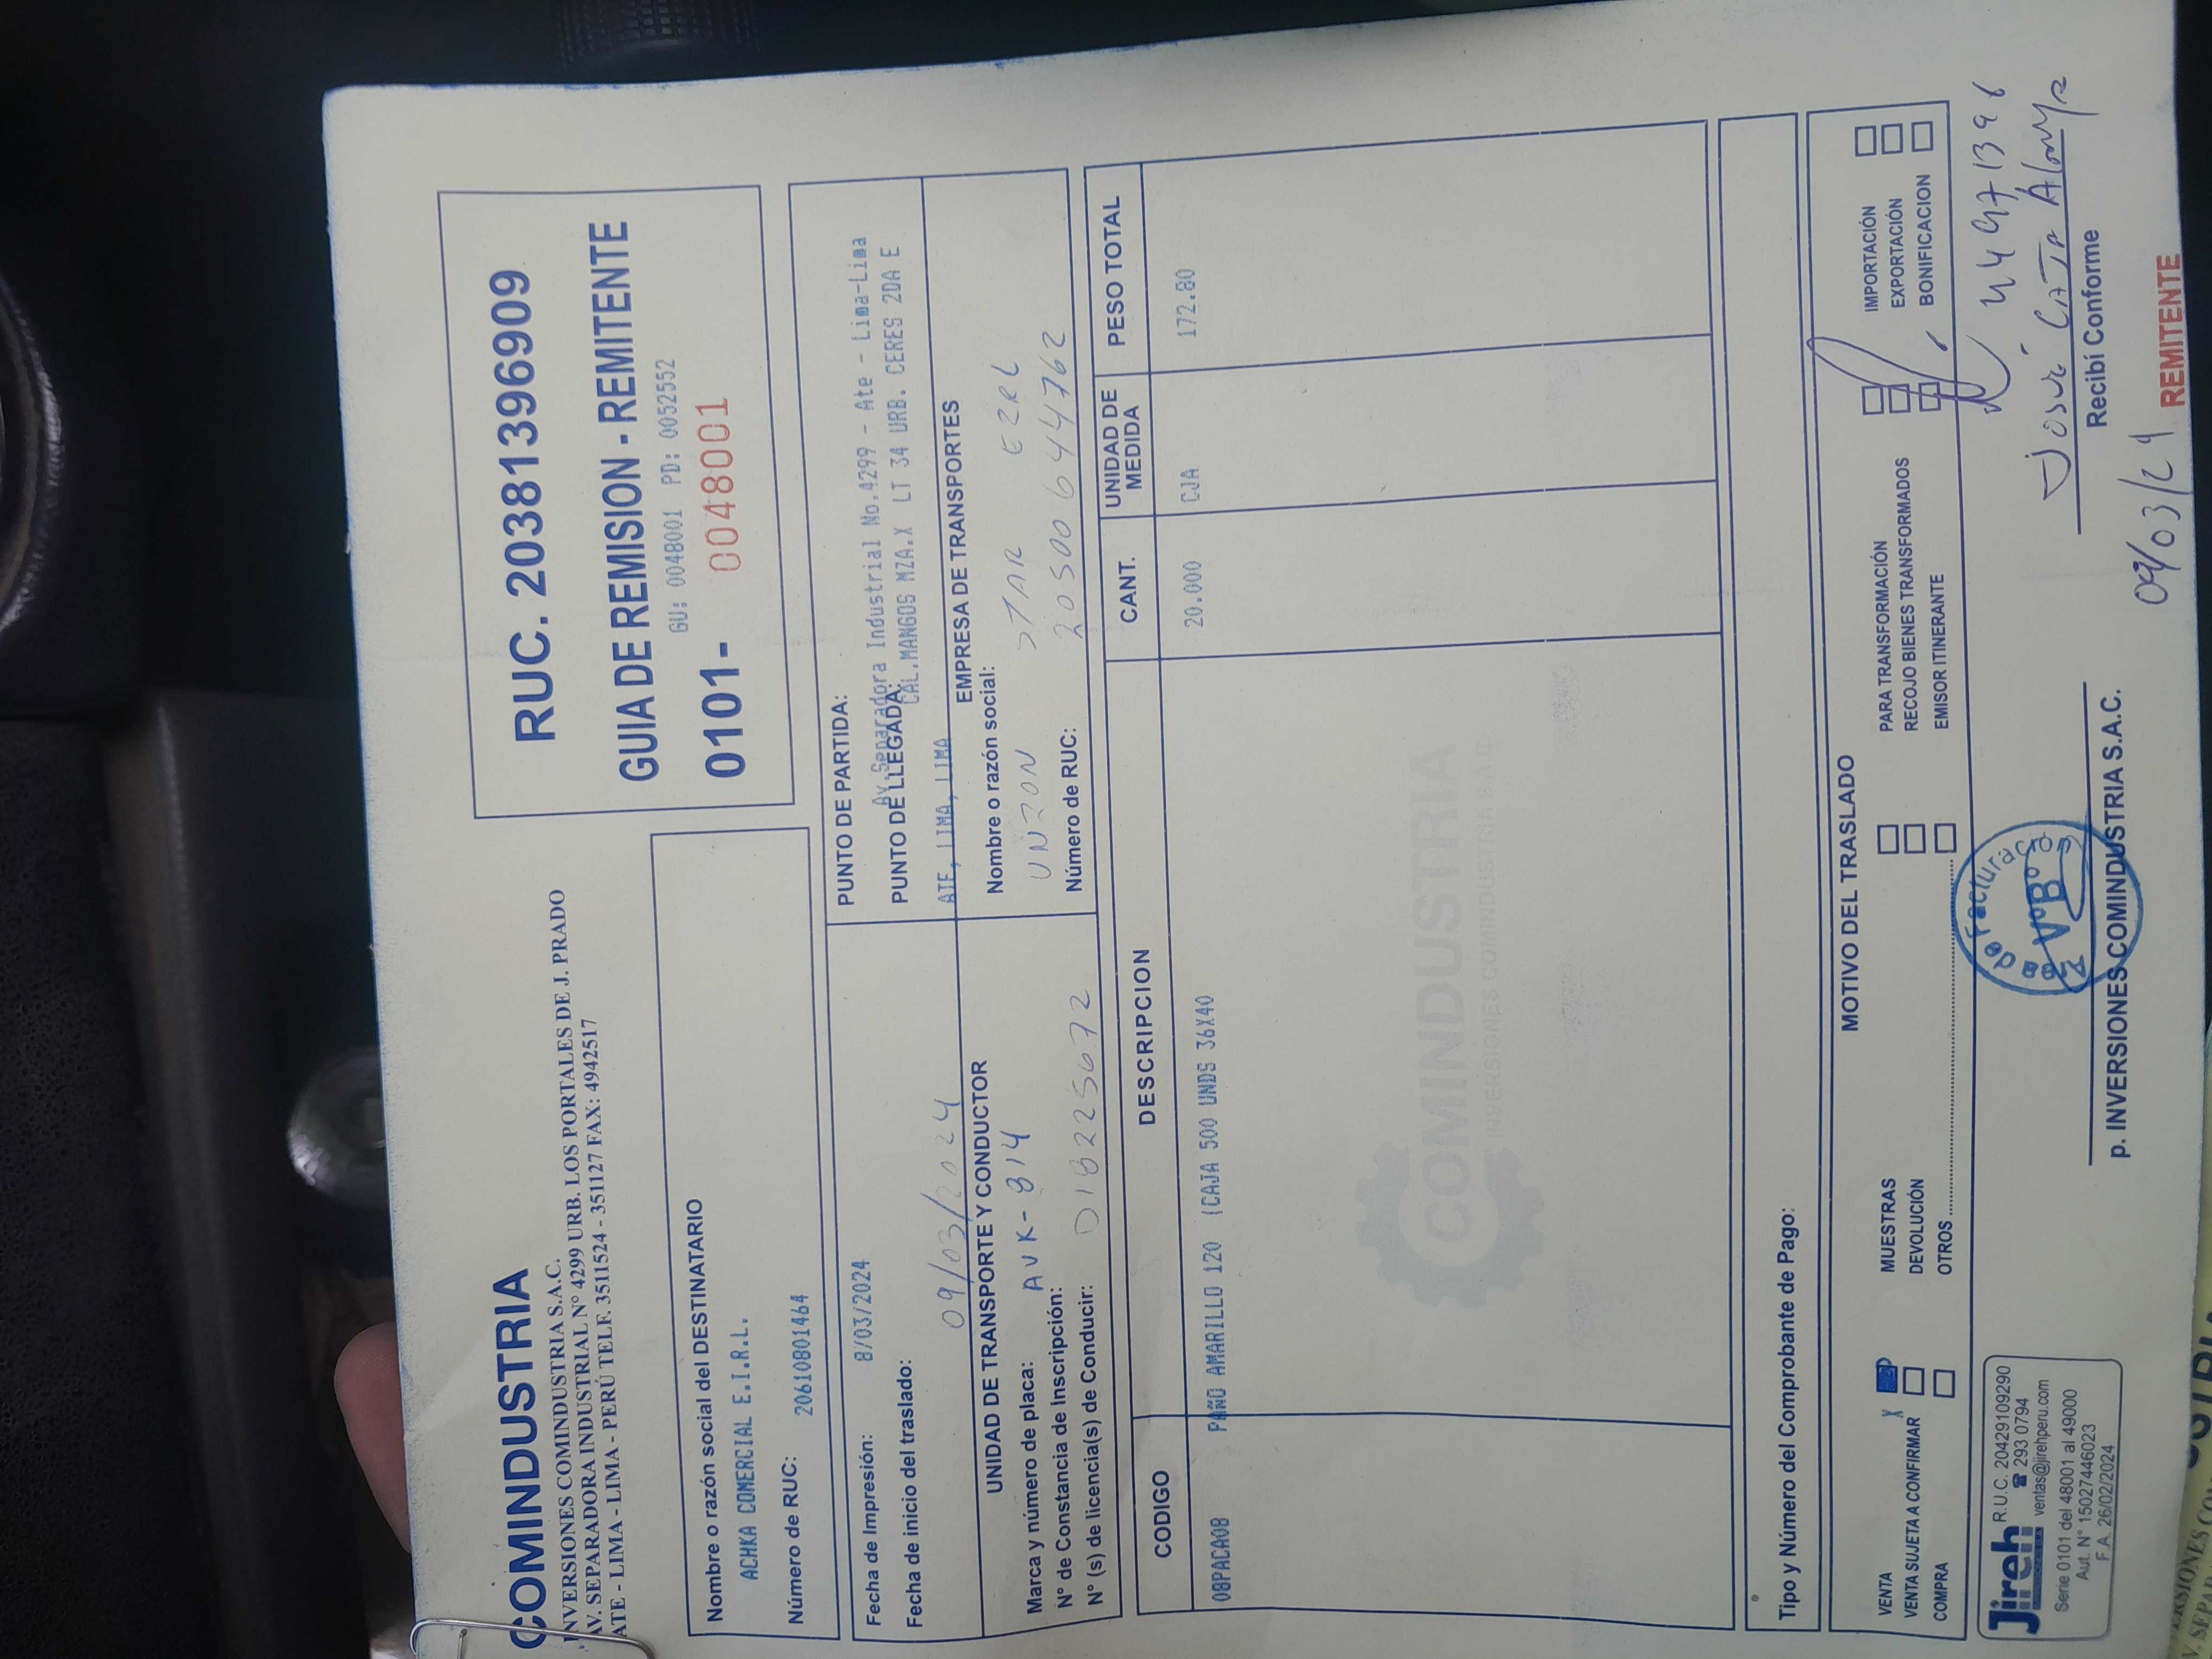 COMINDUSTRIA
INVERSIONES COMINDUSTRIA S.A.C.
AV. SEPARADORA INDUSTRIAL N° 4299 URB. LOS PORTALES DE J. PRADO
ATE - LIMA - LIMA - PERÚ TELF. 3511524 - 351127 FAX: 4942517
RUC. 20381396909
GUIA DE REMISION - REMITENTE
GU: 0048001 PD: 0052552
0101- 0048001
Nombre o razón social del DESTINATARIO
ACHKA COMERCIAL E.I.R.L.
Número de RUC: 20610801464
Fecha de Impresión: 8/03/2024
Fecha de inicio del traslado:
09/03/2024
PUNTO DE PARTIDA:
Av.Separadora Industrial No.4299 - Ate - Lima-Lima
PUNTO DE LLEGADA:
CAL.MANGOS MZA.X LT 34 URB. CERES 2DA E
ATE, LIMA, LIMA
UNIDAD DE TRANSPORTE Y CONDUCTOR
Marca y número de placa: AVK-814
N° de Constancia de Inscripción:
N° (s) de licencia(s) de Conducir:
EMPRESA DE TRANSPORTES
Nombre o razón social:
UNION STAR EIRL
Número de RUC: 20500644762
CODIGO DESCRIPCION CANT. UNIDAD DE MEDIDA PESO TOTAL
08PACA08 PAÑO AMARILLO 120 (CAJA 500 UNDS 36X40 20.000 CJA 172.80
COMINDUSTRIA
INVERSIONES COMINDUSTRIA S.A.C.
Tipo y Número del Comprobante de Pago:
MOTIVO DEL TRASLADO
VENTA X
VENTA SUJETA A CONFIRMAR
COMPRA
MUESTRAS
DEVOLUCIÓN
OTROS
PARA TRANSFORMACIÓN
RECOJO BIENES TRANSFORMADOS
EMISOR ITINERANTE
IMPORTACIÓN
EXPORTACIÓN
BONIFICACION
Jireh R.U.C. 20429109290
293 0794
ventas@jirehperu.com
Serie 0101 del 48001 al 49000
Aut. N° 15027446023
F.A. 26/02/2024
Facturación
V°B°
p. INVERSIONES COMINDUSTRIA S.A.C.
Josué
Recibí Conforme
09/03/24
REMITENTE